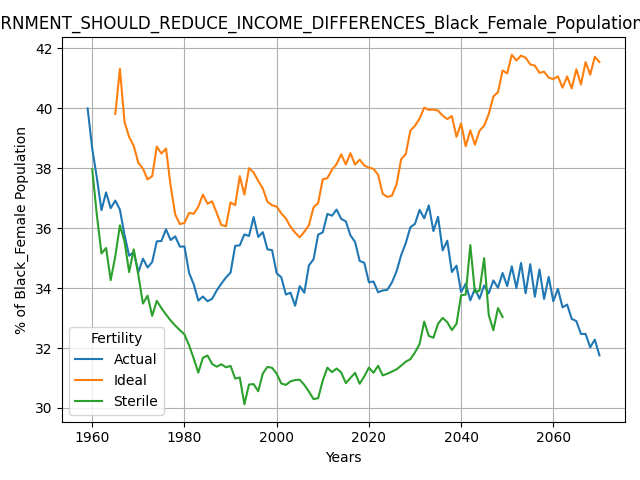 RNMENT_SHOULD_REDUCE_INCOME_DIFFERENCES_Black_Female_Population
% of Black_Female Population
42
40
38
36
34
32
30
Fertility
Actual
Ideal
Sterile
1960 1980 2000 2020 2040 2060
Years